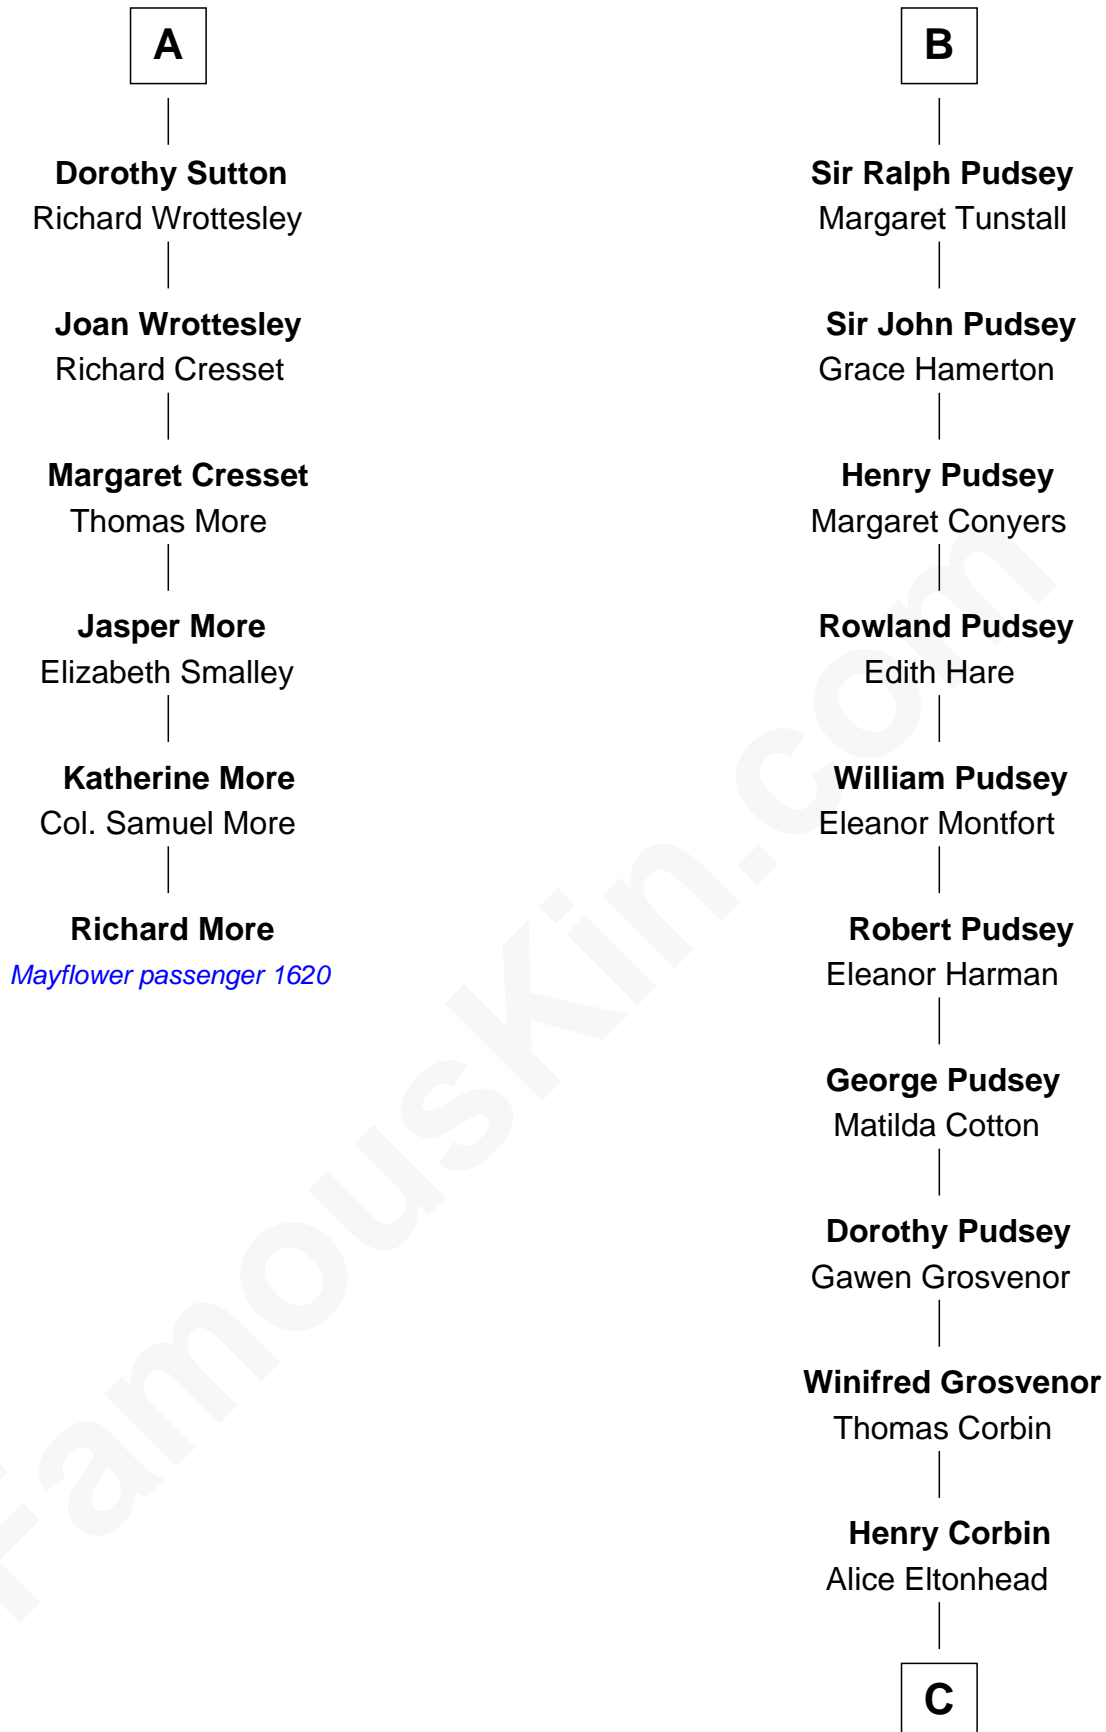 A
Dorothy Sutton
Richard Wrottesley
Joan Wrottesley
Richard Cresset
Margaret Cresset
Thomas More
Jasper More
Elizabeth Smalley
Katherine More
Col. Samuel More
Richard More
Mayflower passenger 1620
B
Sir Ralph Pudsey
Margaret Tunstall
Sir John Pudsey
Grace Hamerton
Henry Pudsey
Margaret Conyers
Rowland Pudsey
Edith Hare
William Pudsey
Eleanor Montfort
Robert Pudsey
Eleanor Harman
George Pudsey
Matilda Cotton
Dorothy Pudsey
Gawen Grosvenor
Winifred Grosvenor
Thomas Corbin
Henry Corbin
Alice Eltonhead
C
FamousKin.com